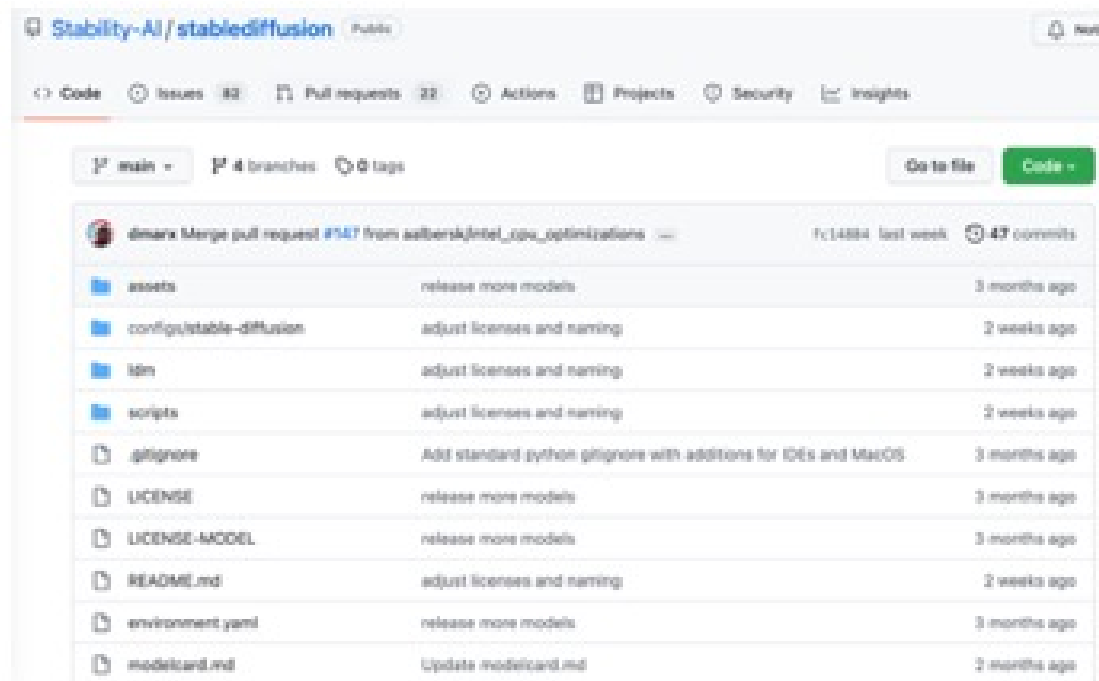 Stability-AI/stablediffusion Public Not
Code Issues 82 Pull requests 22 Actions Projects Security Insights
main 4 branches 0 tags Go to file Code
dmarx Merge pull request #147 from aalbersk/intel_cpu_optimizations ... fc14884 last week 47 commits
assets release more models 3 months ago
configs/stable-diffusion adjust licenses and naming 2 weeks ago
ldm adjust licenses and naming 2 weeks ago
scripts adjust licenses and naming 2 weeks ago
.gitignore Add standard python gitignore with additions for IDEs and MacOS 3 months ago
LICENSE release more models 3 months ago
LICENSE-MODEL release more models 3 months ago
README.md adjust licenses and naming 2 weeks ago
environment.yaml release more models 3 months ago
modelcard.md Update modelcard.md 2 months ago